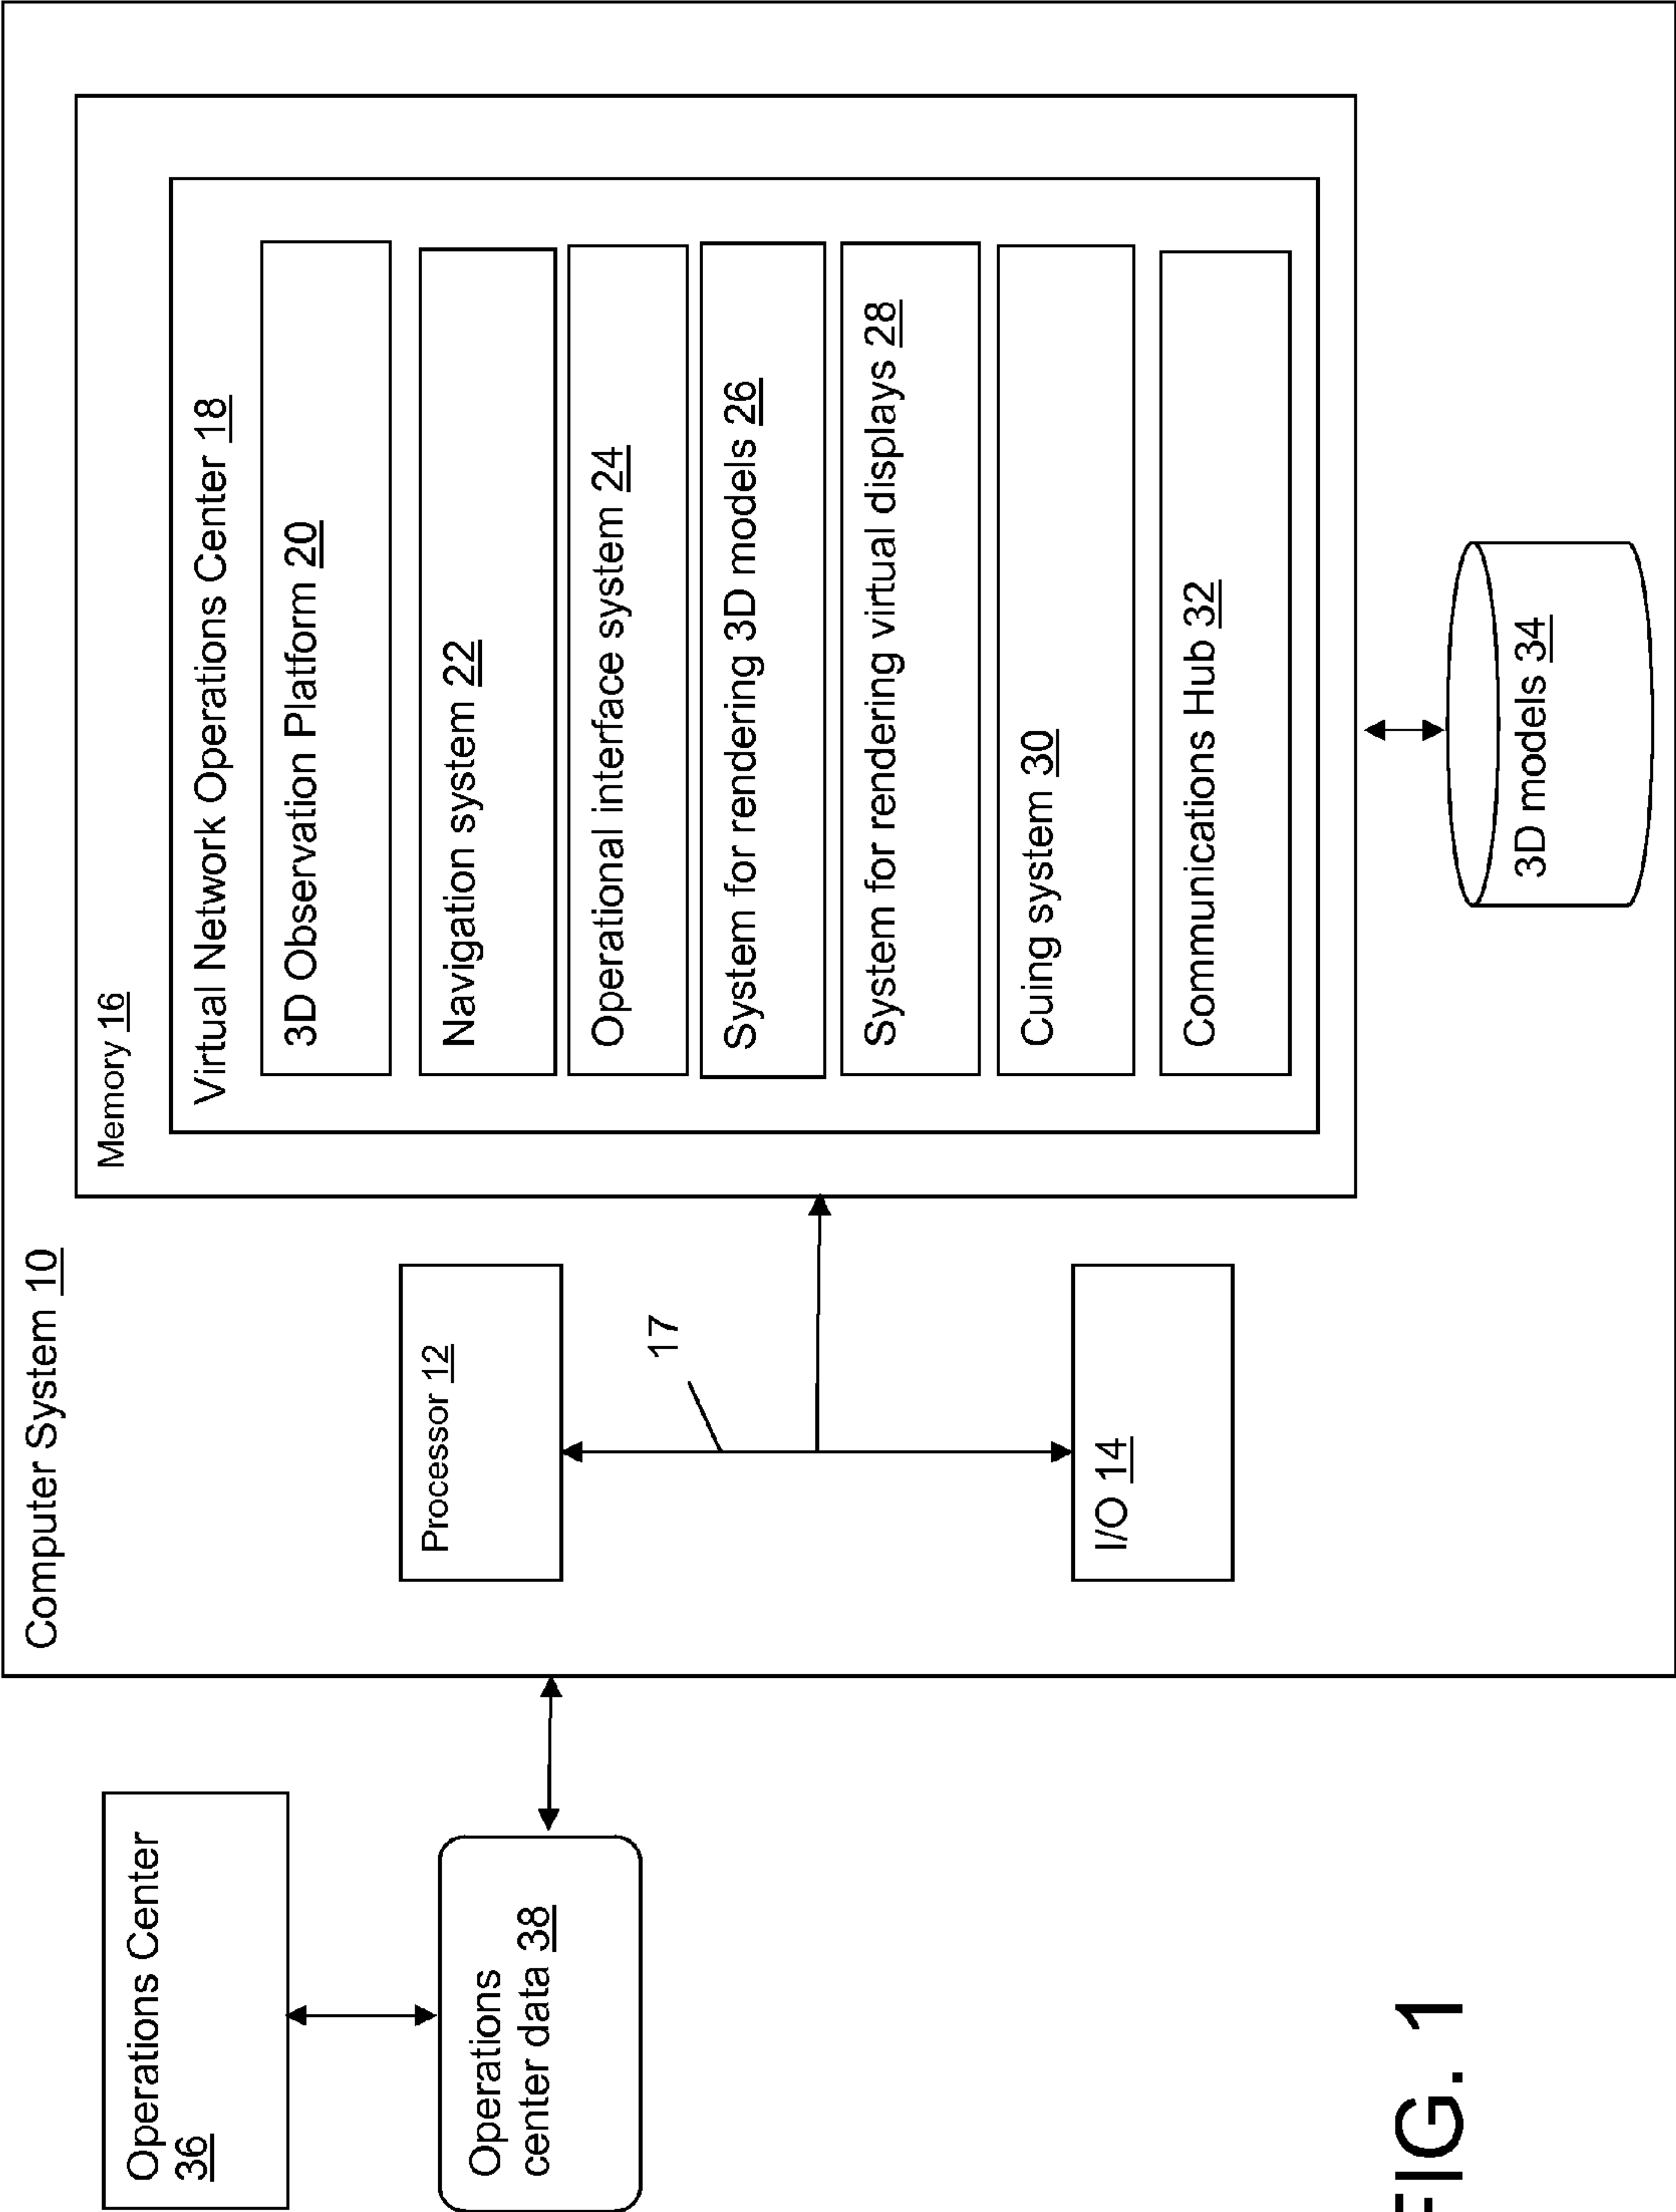 Computer System 10
Operations Center
36
Operations
center data 38
Processor 12
17
I/O 14
Memory 16
Virtual Network Operations Center 18
3D Observation Platform 20
Navigation system 22
Operational interface system 24
System for rendering 3D models 26
System for rendering virtual displays 28
Cuing system 30
Communications Hub 32
3D models 34
FIG. 1